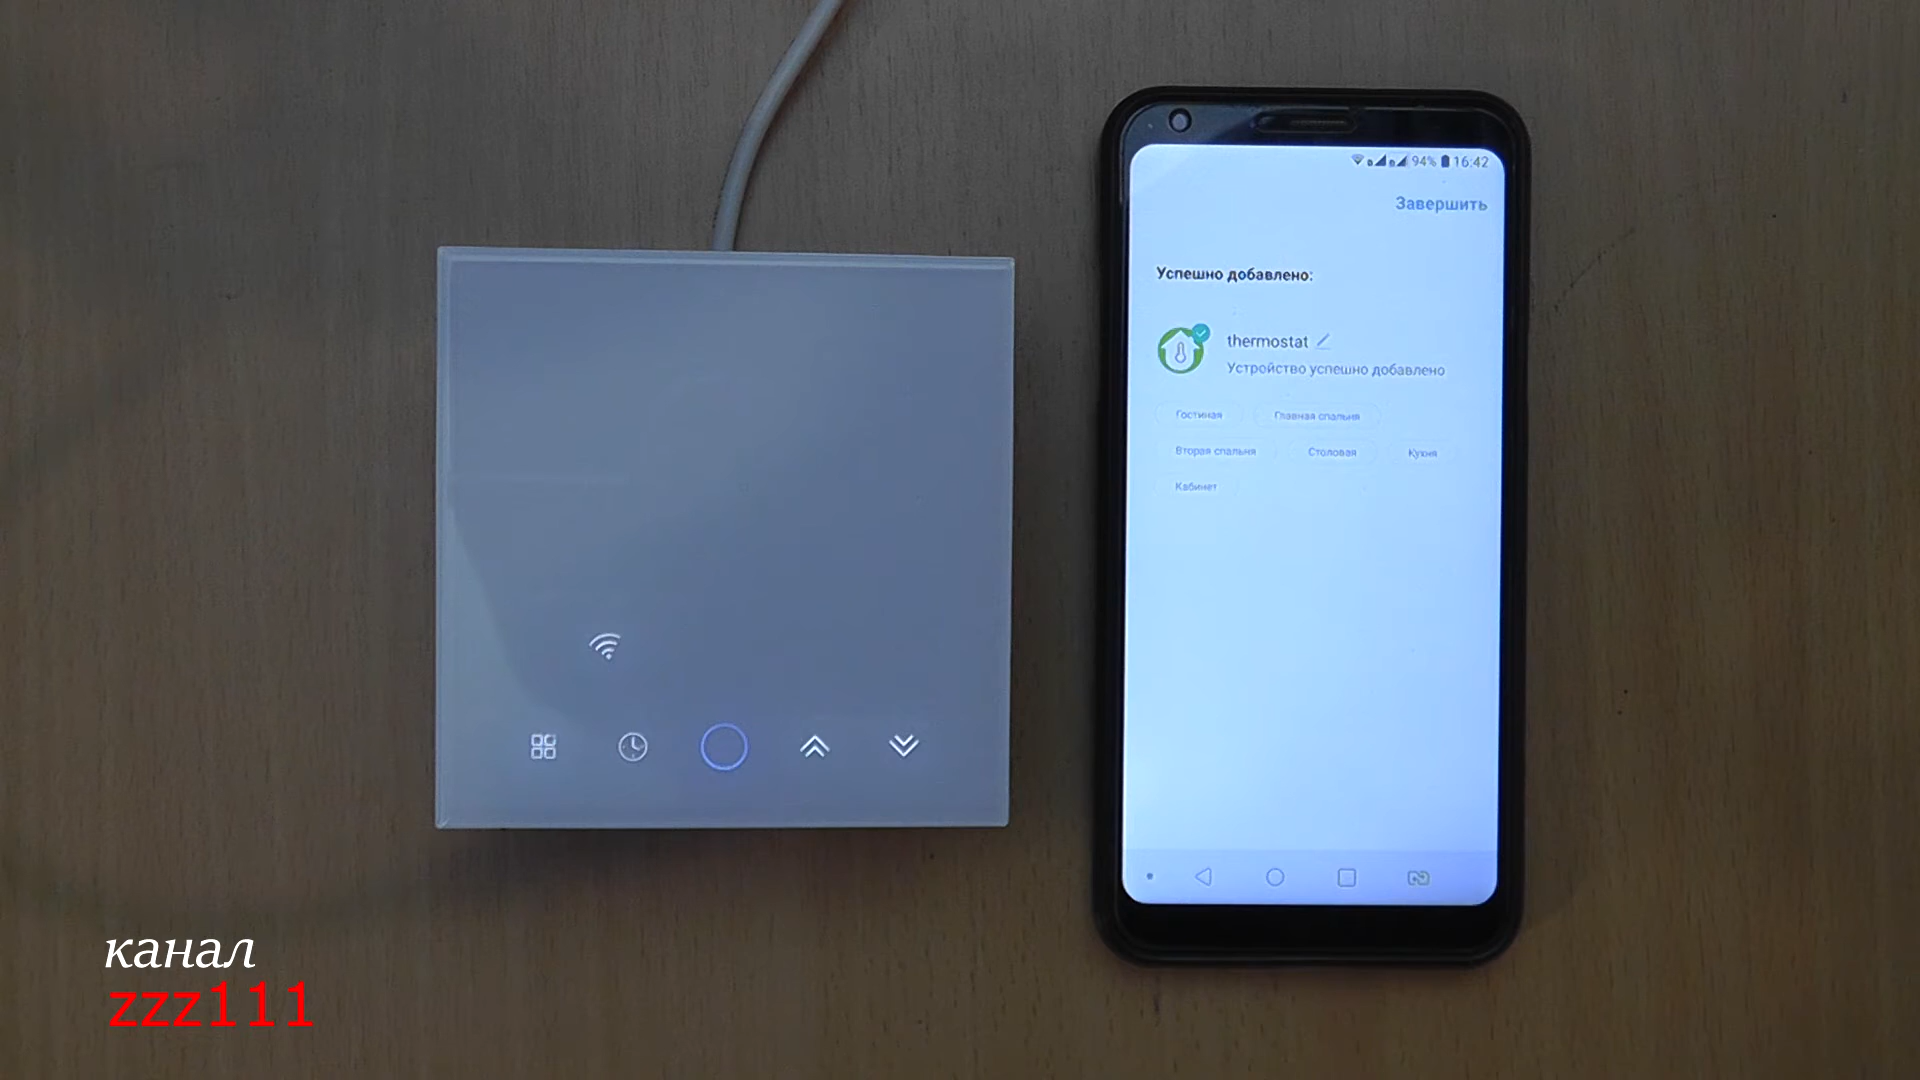 94% 16:42
Завершить
Успешно добавлено:
thermostat
Устройство успешно добавлено
Гостиная Главная спальня
Вторая спальня Столовая Кухня
Кабинет
канал
zzz111